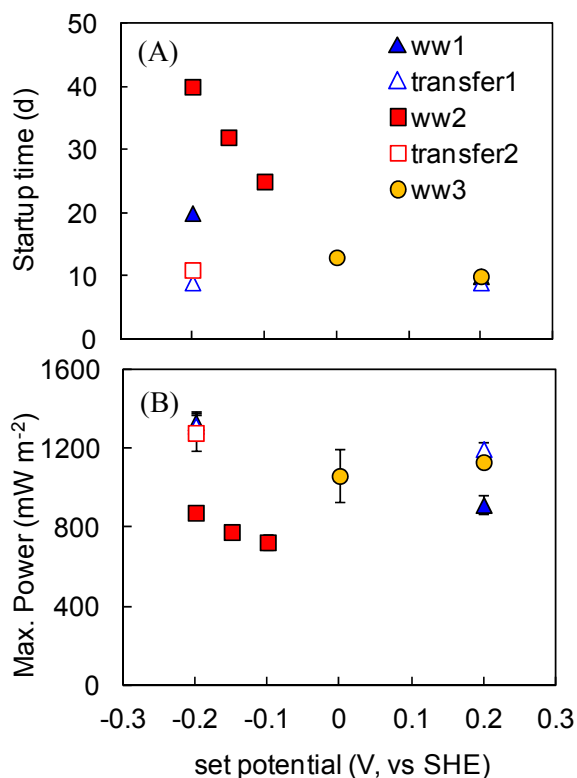 50
(A)
ww1
40
transfer1
ww2
30
transfer2
20
ww3
10
0
Startup time (d)
1600
(B)
1200
800
400
0
Max. Power (mW m⁻²)
-0.3 -0.2 -0.1 0 0.1 0.2 0.3
set potential (V, vs SHE)